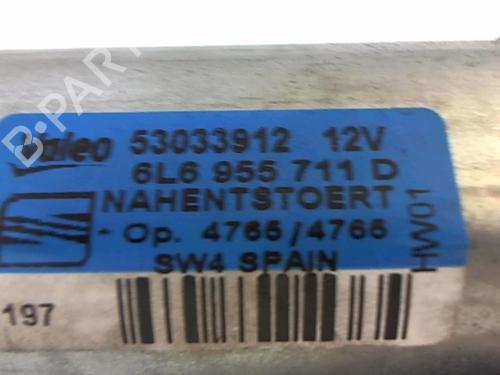 B-PARTS
Valeo 53033912 12V
6L6 955 711 D
NAHENTSTOERT
- Op. 4765/4765
SW4 SPAIN
HW01
197